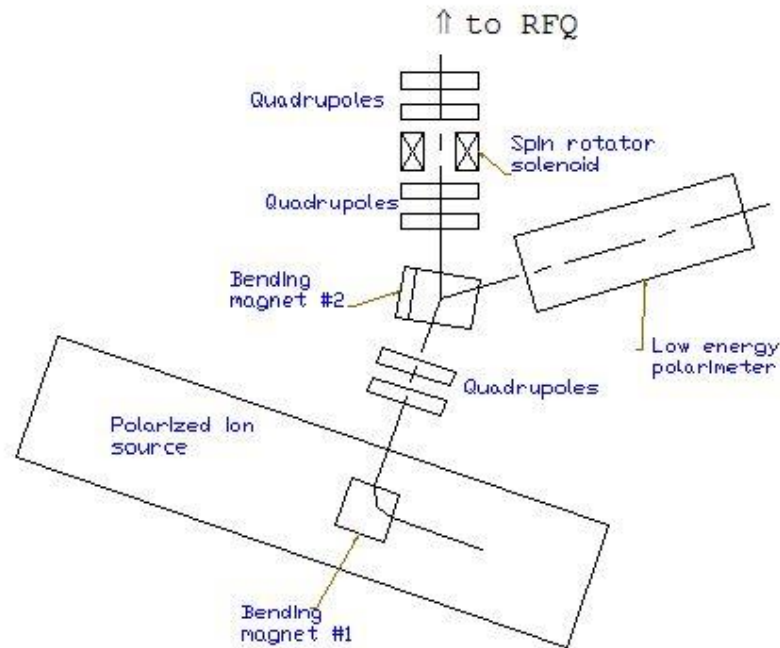 ⇑ to RFQ
Quadrupoles
Spin rotator
solenoid
Quadrupoles
Bending
magnet #2
Low energy
polarimeter
Quadrupoles
Polarized ion
source
Bending
magnet #1